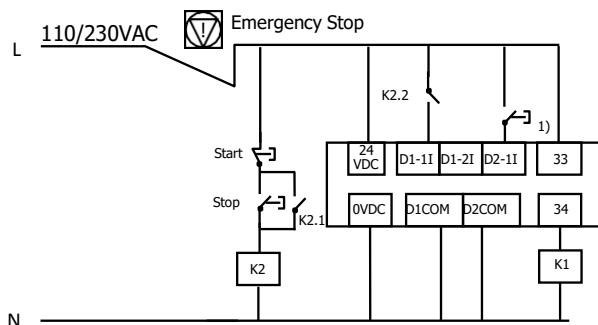 110/230VAC
Emergency Stop
L
K2.2
1)
Start
24
VDC
D1-1I
D1-2I
D2-1I
33
Stop
K2.1
0VDC
D1COM
D2COM
34
K2
K1
N